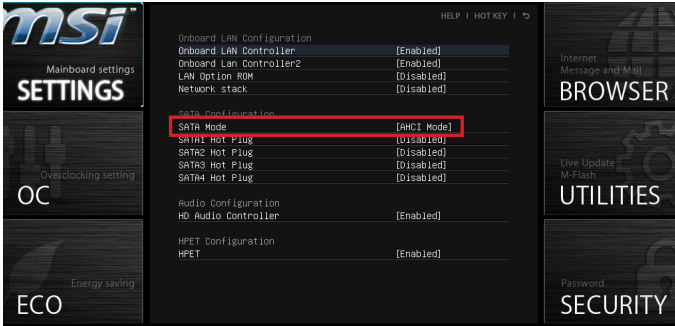 msi
HELP | HOT KEY |
Mainboard settings
SETTINGS
Overclocking setting
OC
Energy saving
ECO
Onboard LAN Configuration
Onboard LAN Controller [Enabled]
Onboard Lan Controller2 [Enabled]
LAN Option ROM [Disabled]
Network stack [Disabled]
SATA Configuration
SATA Mode [AHCI Mode]
SATA1 Hot Plug [Disabled]
SATA2 Hot Plug [Disabled]
SATA3 Hot Plug [Disabled]
SATA4 Hot Plug [Disabled]
Audio Configuration
HD Audio Controller [Enabled]
HPET Configuration
HPET [Enabled]
Internet
Message and Mail
BROWSER
Live Update
M-Flash
UTILITIES
Password
SECURITY